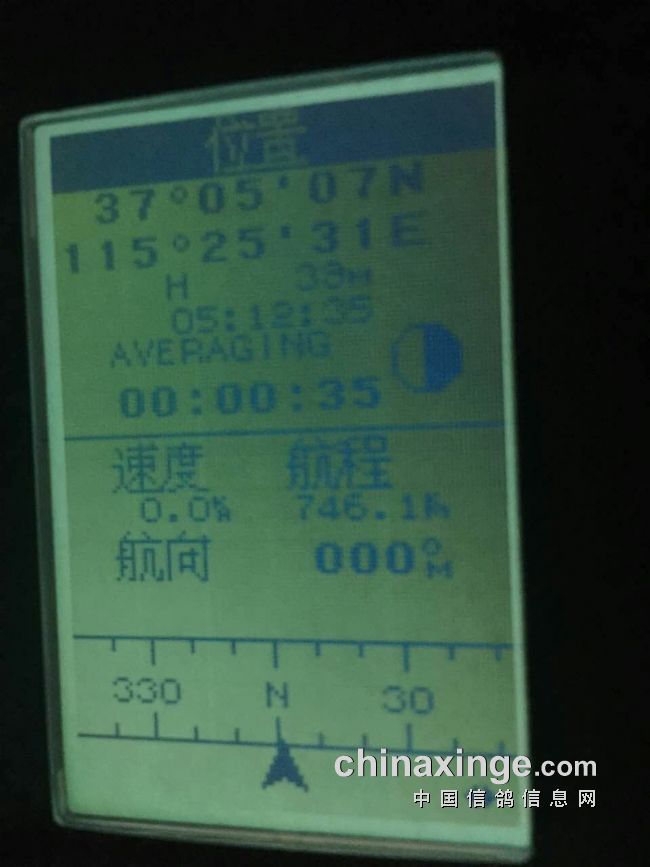 位置
37°05'07N
115°25'31E
H 33M
05:12:35
AVERAGING
00:00:35
速度 航程
0.0 746.1
航向 000°M
330 N 30
chinaxinge.com
中国信鸽信息网